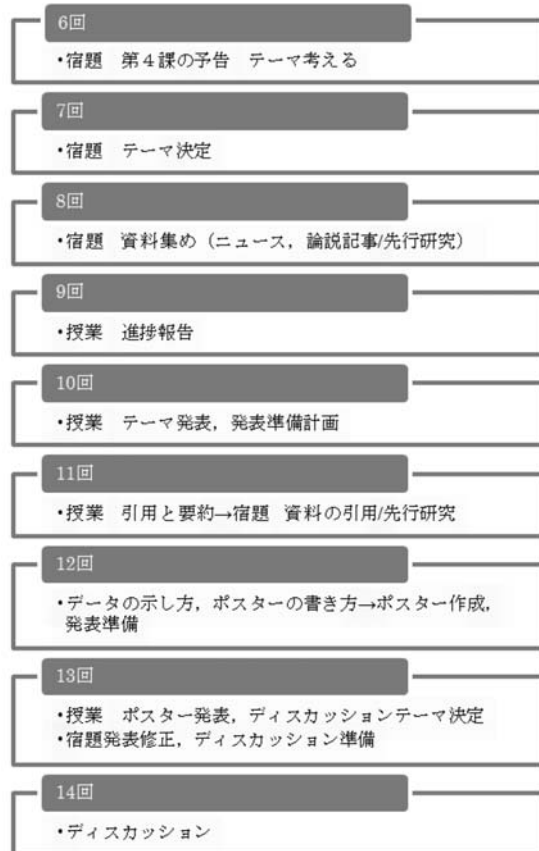 6回
・宿題　第４課の予告　テーマ考える
7回
・宿題　テーマ決定
8回
・宿題　資料集め（ニュース，論説記事/先行研究）
9回
・授業　進捗報告
10回
・授業　テーマ発表，発表準備計画
11回
・授業　引用と要約→宿題　資料の引用/先行研究
12回
・データの示し方，ポスターの書き方→ポスター作成，
発表準備
13回
・授業　ポスター発表，ディスカッションテーマ決定
・宿題発表修正，ディスカッション準備
14回
・ディスカッション